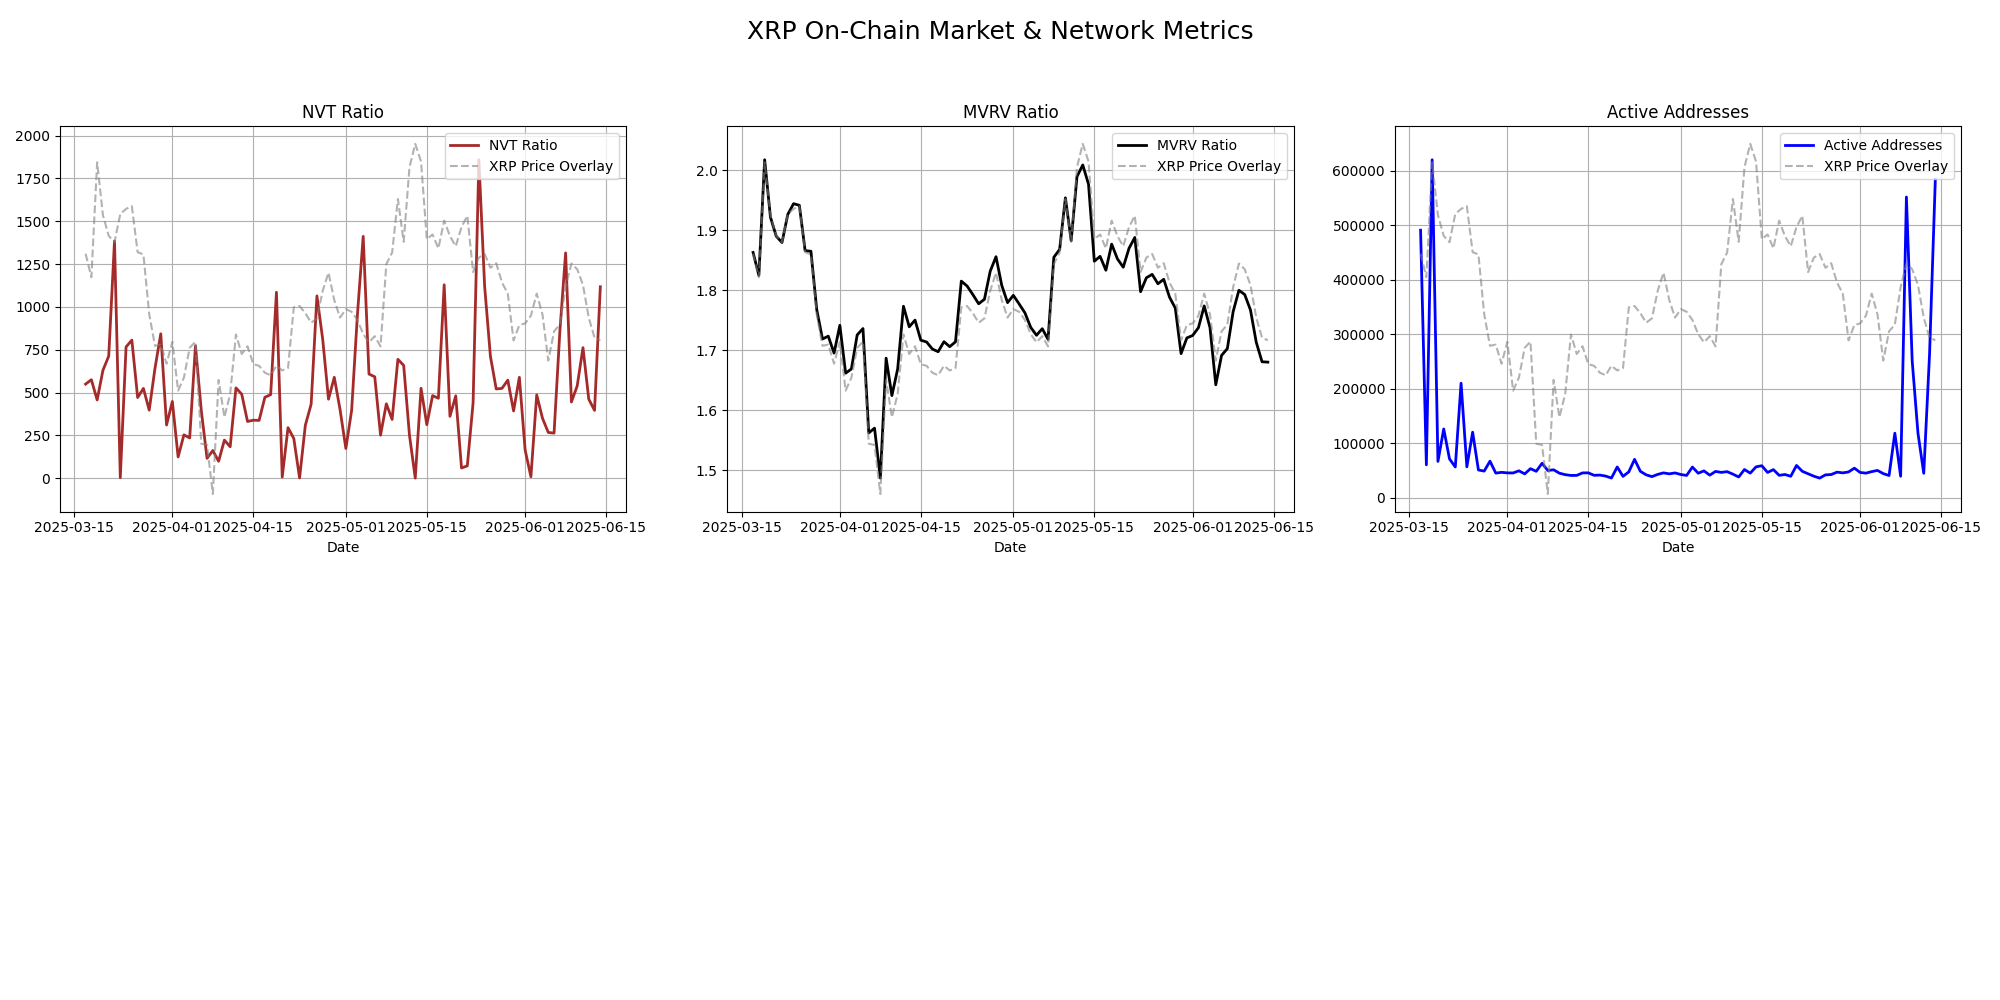 XRP On-Chain Market & Network Metrics
NVT Ratio
NVT Ratio
XRP Price Overlay
2000
1750
1500
1250
1000
750
500
250
0
2025-03-15 2025-04-01 2025-04-15 2025-05-01 2025-05-15 2025-06-01 2025-06-15
Date
MVRV Ratio
MVRV Ratio
XRP Price Overlay
2.0
1.9
1.8
1.7
1.6
1.5
2025-03-15 2025-04-01 2025-04-15 2025-05-01 2025-05-15 2025-06-01 2025-06-15
Date
Active Addresses
Active Addresses
XRP Price Overlay
600000
500000
400000
300000
200000
100000
0
2025-03-15 2025-04-01 2025-04-15 2025-05-01 2025-05-15 2025-06-01 2025-06-15
Date